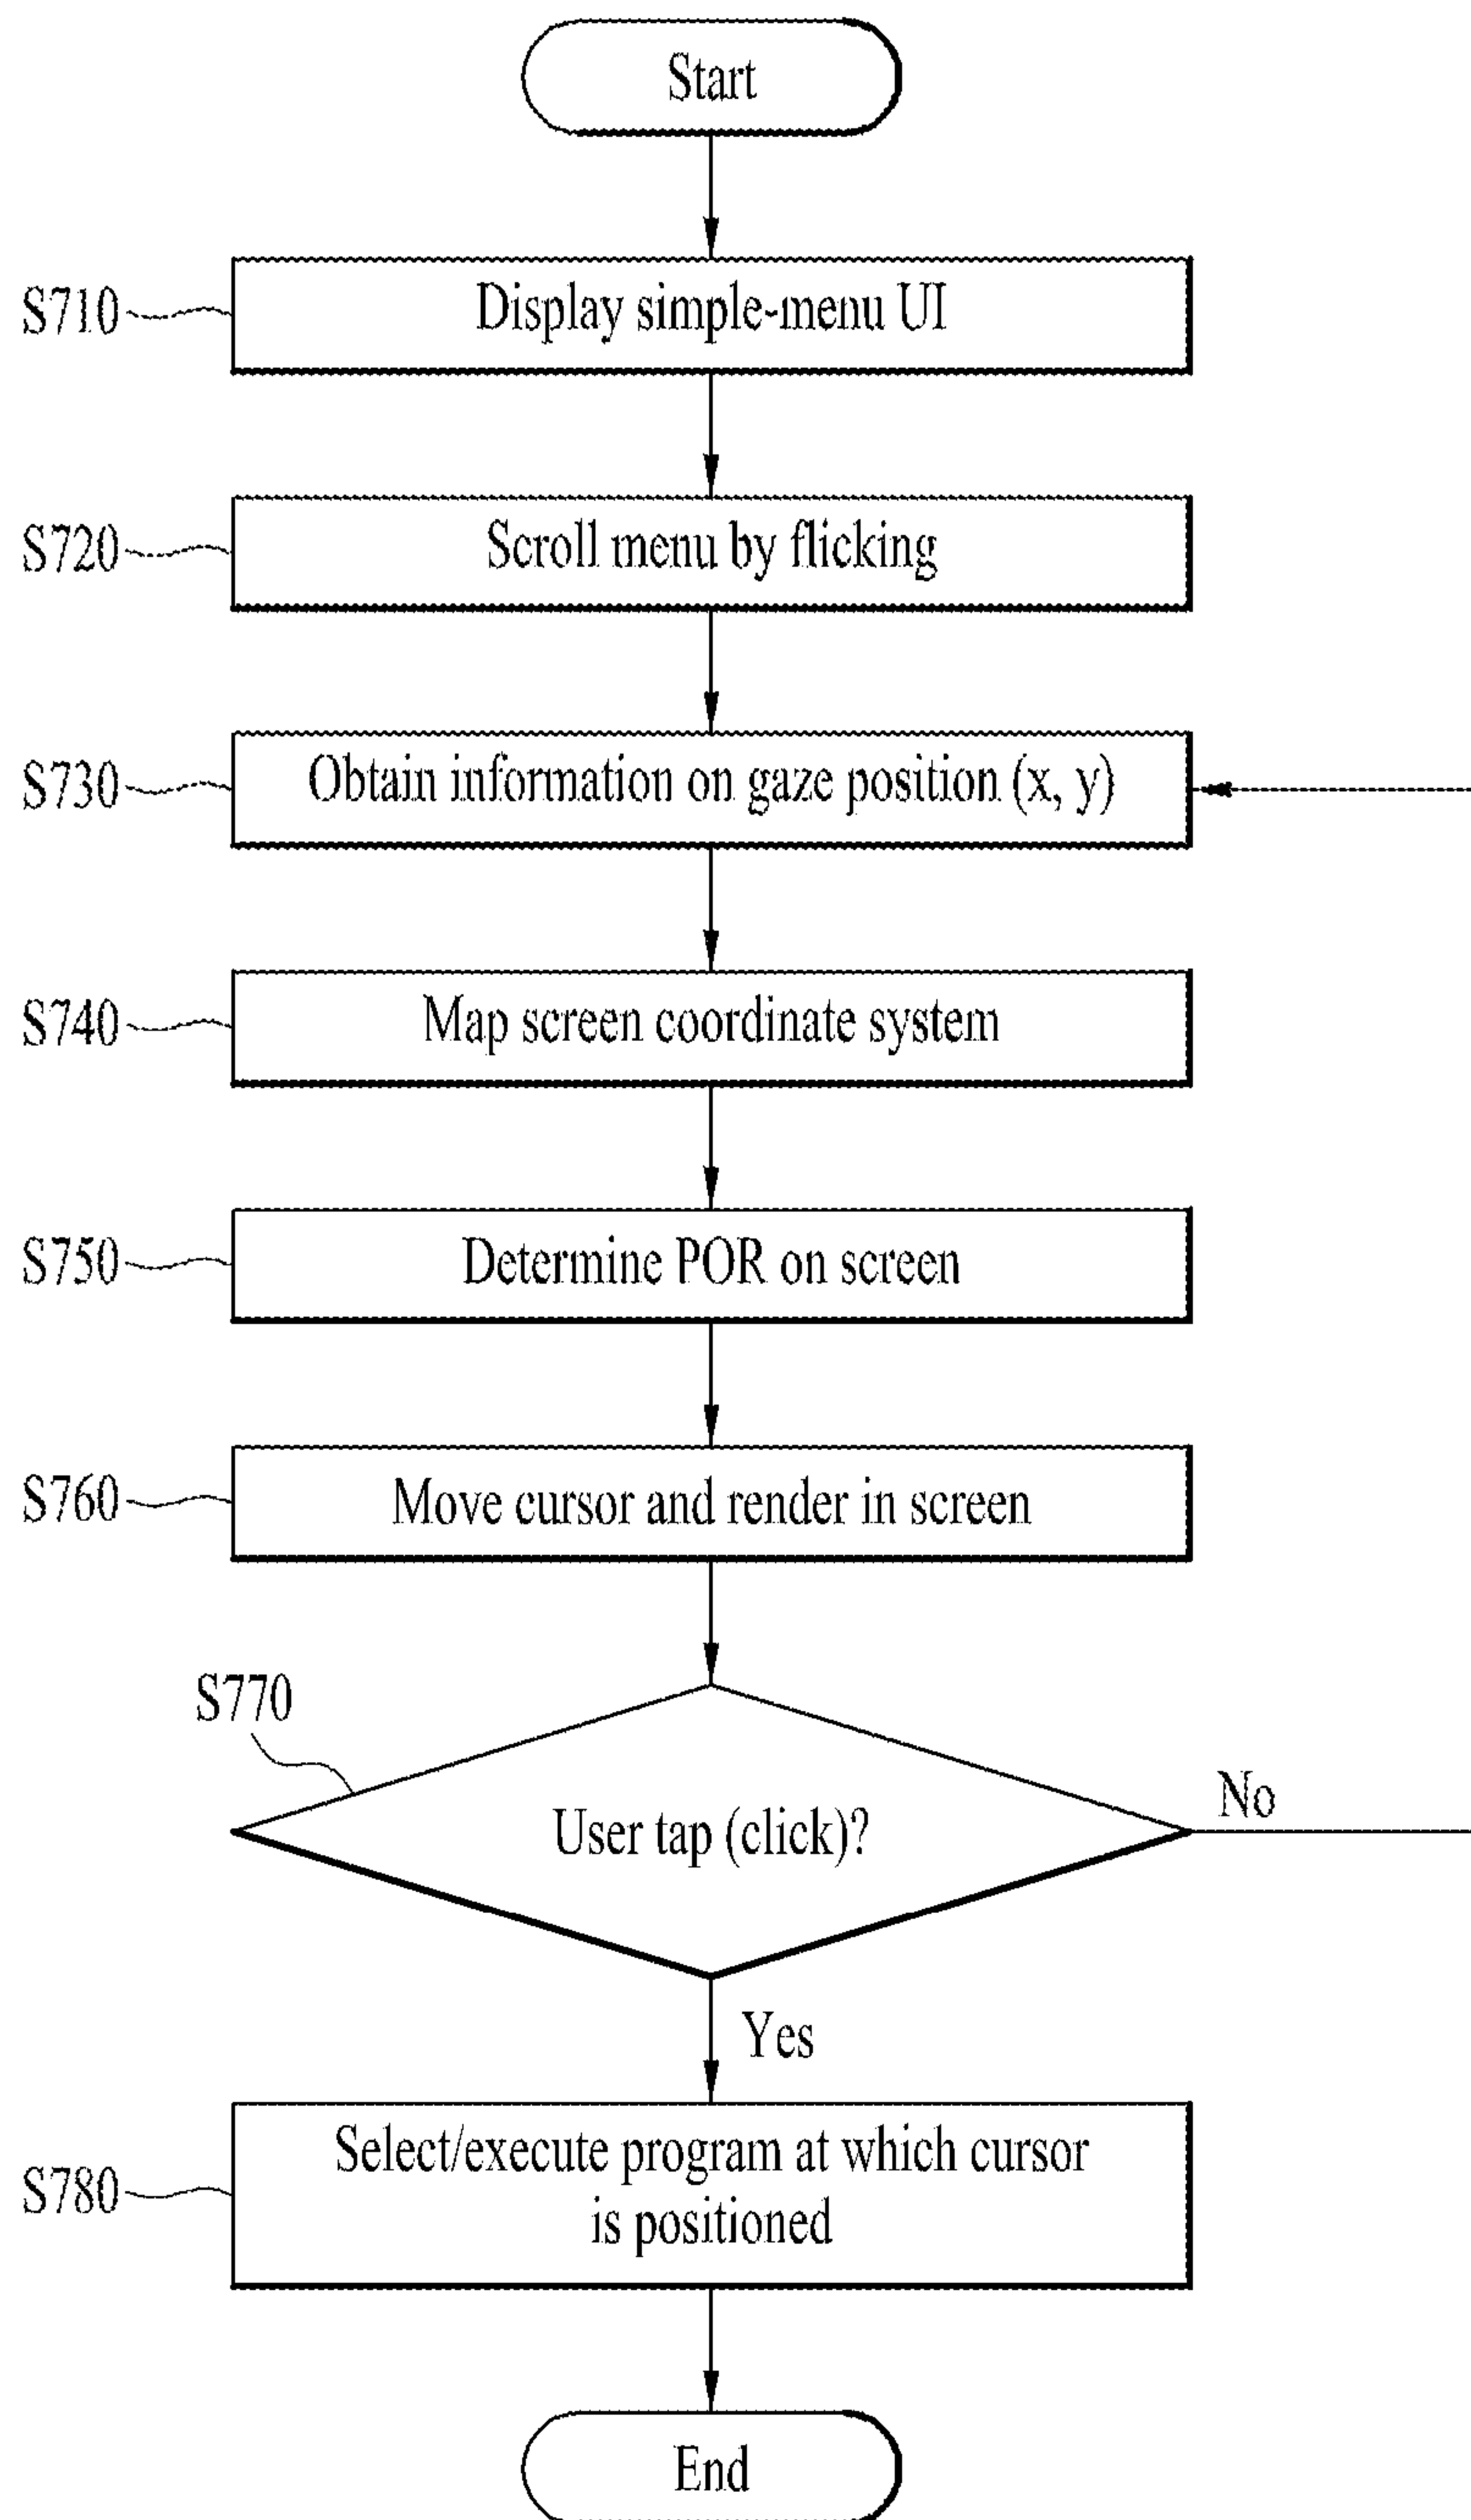 Start
S710
Display simple-menu UI
S720
Scroll menu by flicking
S730
Obtain information on gaze position (x, y)
S740
Map screen coordinate system
S750
Determine POR on screen
S760
Move cursor and render in screen
S770
User tap (click)?
No
Yes
S780
Select/execute program at which cursor
is positioned
End